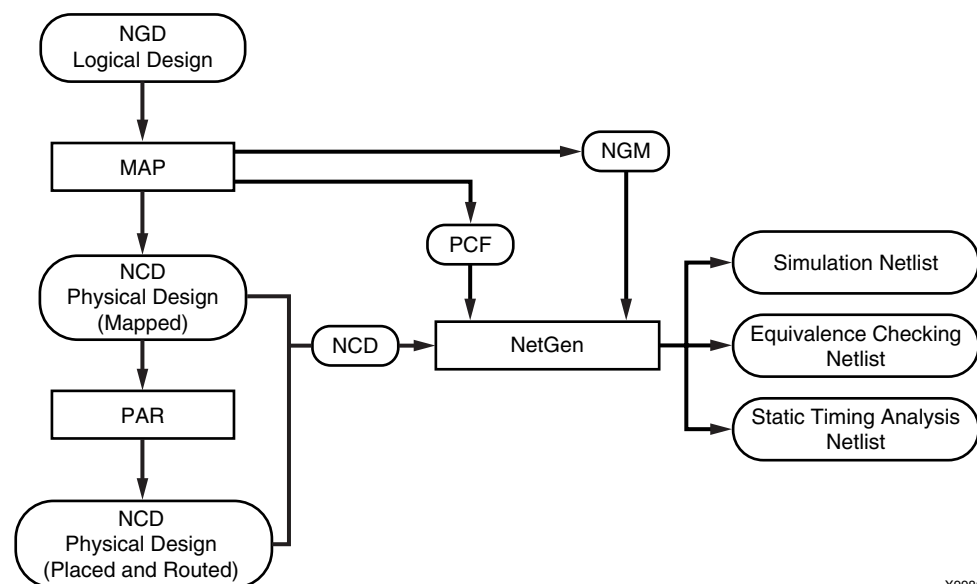 NGD
Logical Design
MAP
NGM
PCF
NCD
Physical Design
(Mapped)
NCD
NetGen
Simulation Netlist
Equivalence Checking
Netlist
Static Timing Analysis
Netlist
PAR
NCD
Physical Design
(Placed and Routed)